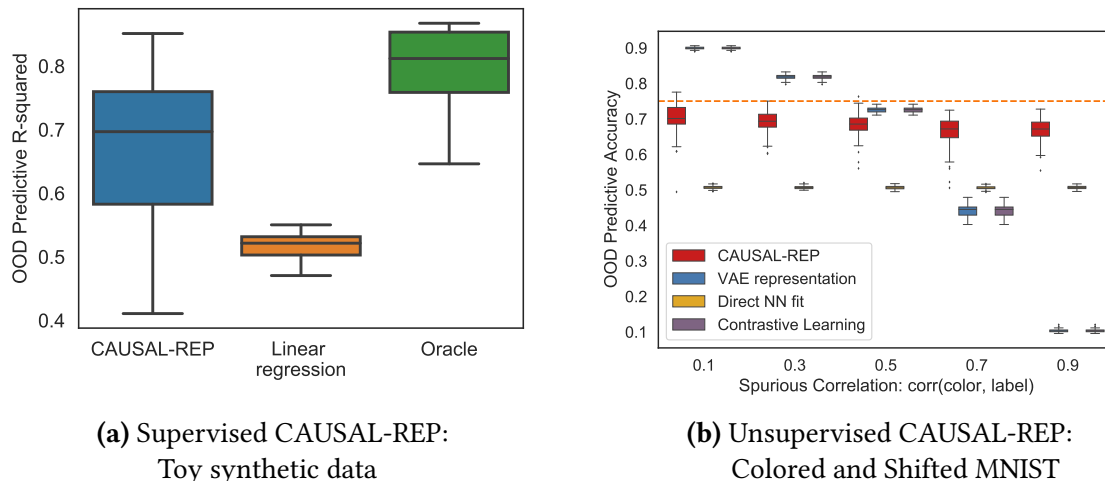 OOD Predictive R-squared
0.8
0.7
0.6
0.5
0.4
CAUSAL-REP
Linear
regression
Oracle
(a) Supervised CAUSAL-REP:
Toy synthetic data
OOD Predictive Accuracy
0.9
0.8
0.7
0.6
0.5
0.4
0.3
0.2
0.1
CAUSAL-REP
VAE representation
Direct NN fit
Contrastive Learning
0.1 0.3 0.5 0.7 0.9
Spurious Correlation: corr(color, label)
(b) Unsupervised CAUSAL-REP:
Colored and Shifted MNIST